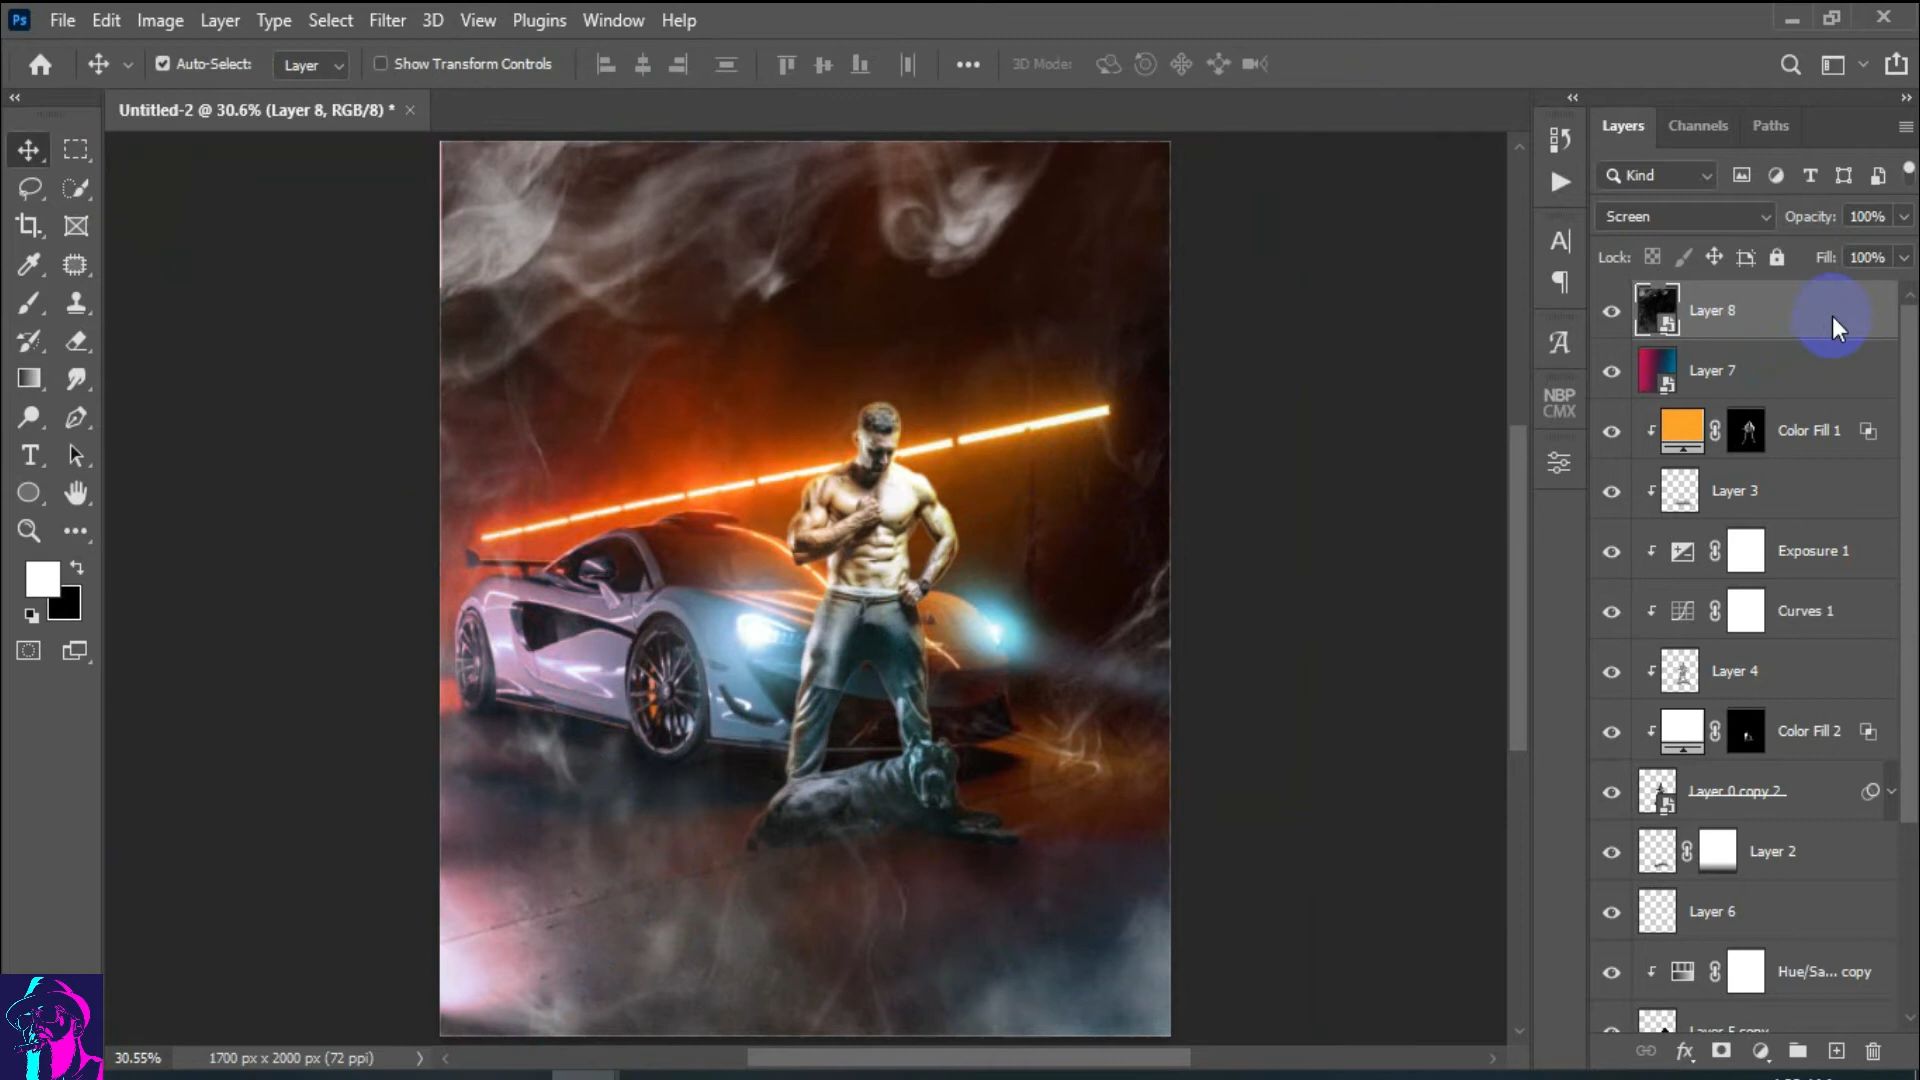 Ps File Edit Image Layer Type Select Filter 3D View Plugins Window Help
Auto-Select: Layer Show Transform Controls 3D Mode:
Untitled-2 @ 30.6% (Layer 8, RGB/8) *
Layers Channels Paths
Kind
Screen Opacity: 100%
Lock: Fill: 100%
NBP
CMX
Layer 8
Layer 7
Color Fill 1
Layer 3
Exposure 1
Curves 1
Layer 4
Color Fill 2
Layer 0 copy 2
Layer 2
Layer 6
Hue/Sa... copy
30.55% 1700 px x 2000 px (72 ppi)